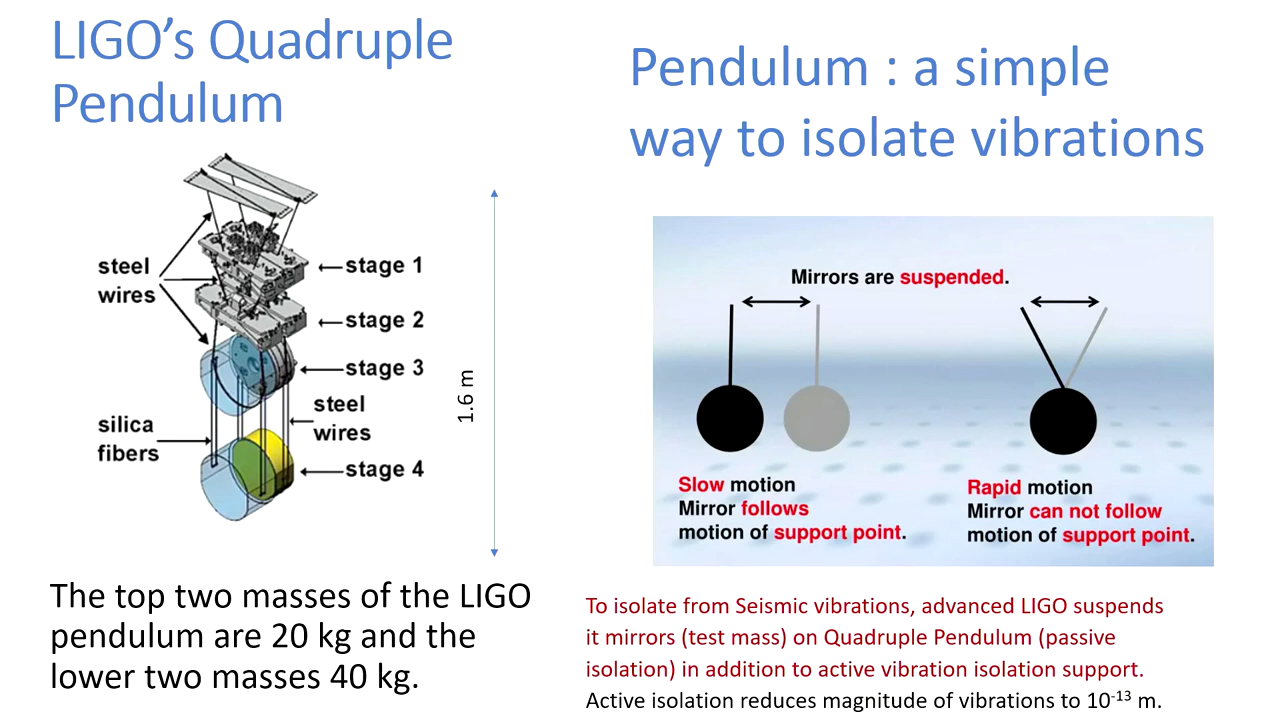 LIGO’s Quadruple
Pendulum
steel
wires
stage 1
stage 2
stage 3
steel
wires
silica
fibers
stage 4
1.6 m
The top two masses of the LIGO
pendulum are 20 kg and the
lower two masses 40 kg.
Pendulum : a simple
way to isolate vibrations
Mirrors are suspended.
Slow motion
Mirror follows
motion of support point.
Rapid motion
Mirror can not follow
motion of support point.
To isolate from Seismic vibrations, advanced LIGO suspends
it mirrors (test mass) on Quadruple Pendulum (passive
isolation) in addition to active vibration isolation support.
Active isolation reduces magnitude of vibrations to 10⁻¹³ m.